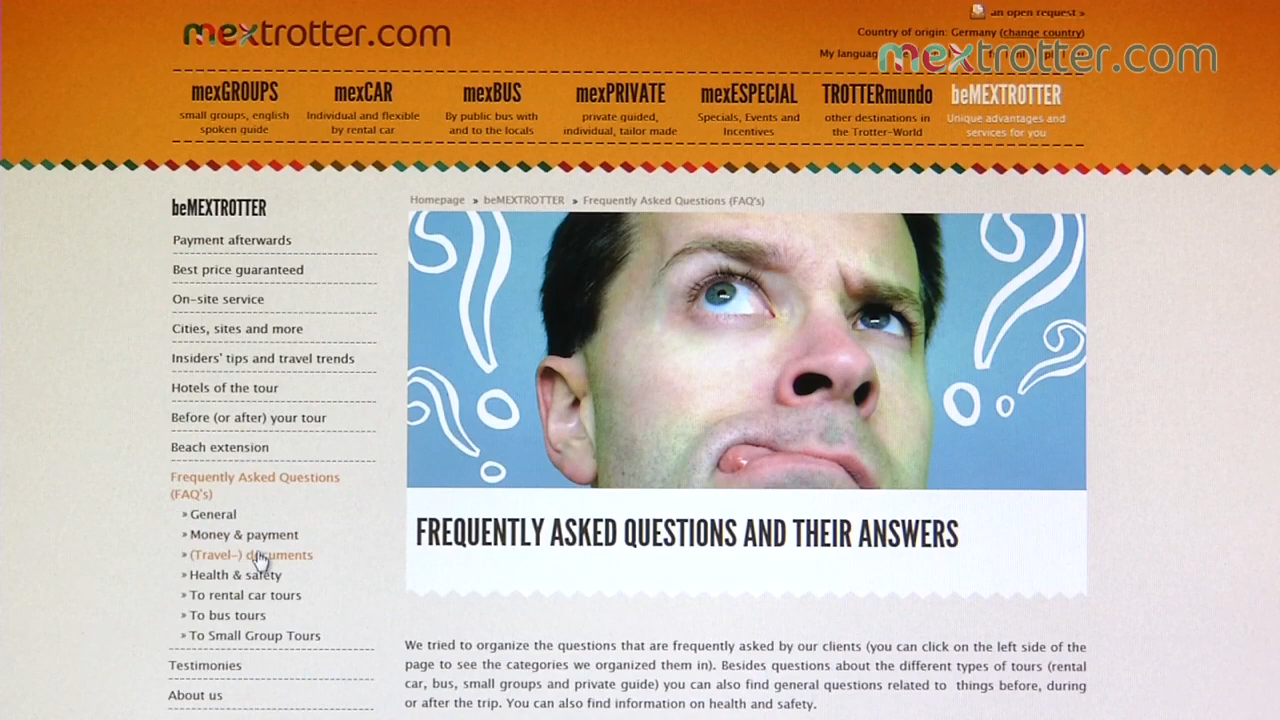 mextrotter.com
an open request »
Country of origin: Germany (change country)
My language
mextrotter.com
mexGROUPS
small groups, english
spoken guide
mexCAR
Individual and flexible
by rental car
mexBUS
By public bus with
and to the locals
mexPRIVATE
private guided,
individual, tailor made
mexESPECIAL
Specials, Events and
Incentives
TROTTERmundo
other destinations in
the Trotter-World
beMEXTROTTER
Unique advantages and
services for you
beMEXTROTTER
Payment afterwards
Best price guaranteed
On-site service
Cities, sites and more
Insiders' tips and travel trends
Hotels of the tour
Before (or after) your tour
Beach extension
Frequently Asked Questions
(FAQ's)
» General
» Money & payment
» (Travel-) documents
» Health & safety
» To rental car tours
» To bus tours
» To Small Group Tours
Testimonies
About us
Homepage » beMEXTROTTER » Frequently Asked Questions (FAQ's)
FREQUENTLY ASKED QUESTIONS AND THEIR ANSWERS
We tried to organize the questions that are frequently asked by our clients (you can click on the left side of the
page to see the categories we organized them in). Besides questions about the different types of tours (rental
car, bus, small groups and private guide) you can also find general questions related to things before, during
or after the trip. You can also find information on health and safety.